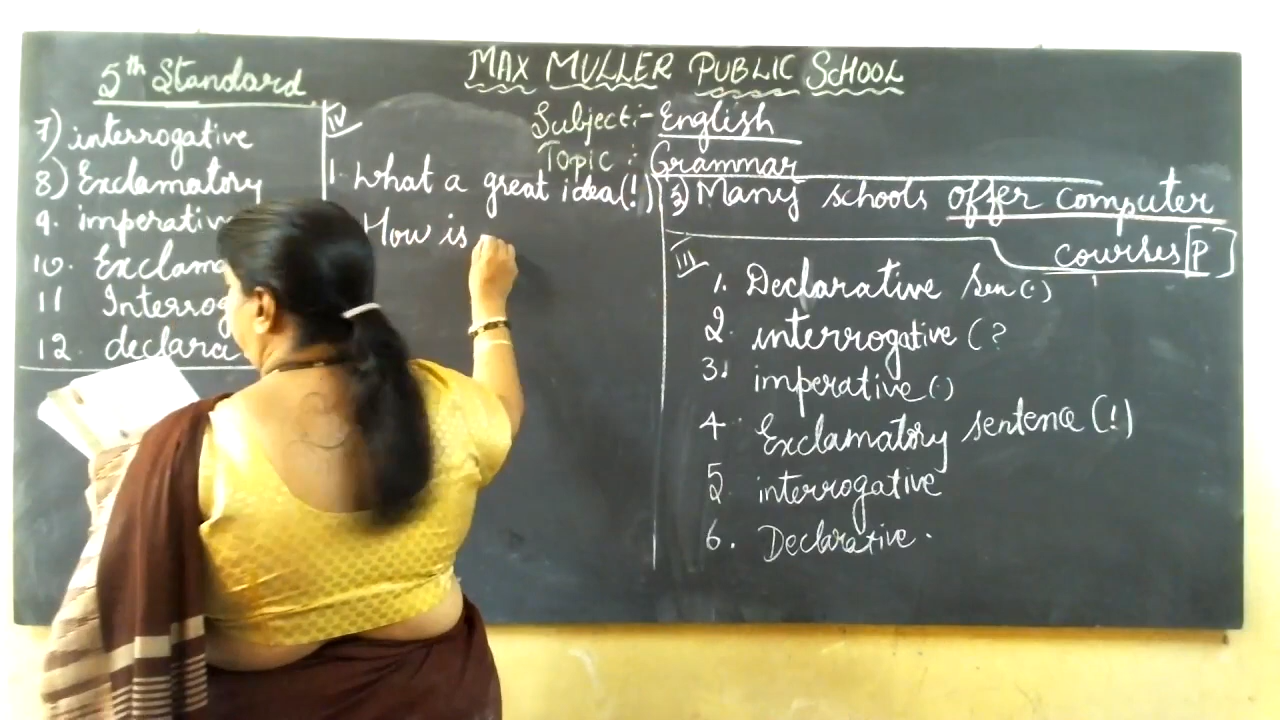 MAX MULLER PUBLIC SCHOOL
5th Standard
Subject:- English
Topic : Grammar
7) interrogative
8) Exclamatory
9. imperative
10. Exclama
11 Interrog
12. declara
IV
1. What a great idea(!)
How is
3) Many schools offer computer
courses [P]
III
1. Declarative Sen(.)
2. interrogative (?
3. imperative(.)
4. Exclamatory sentence(!)
5. interrogative
6. Declarative.